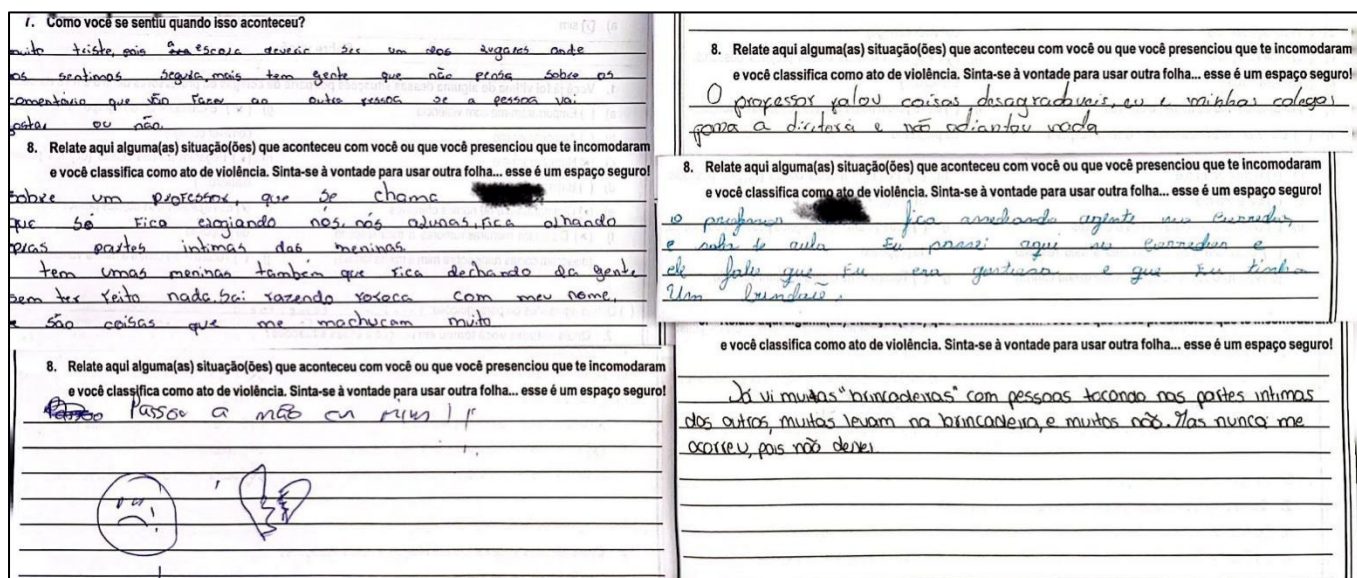 7. Como você se sentiu quando isso aconteceu?
muito triste, pois a escola deveria ser um dos lugares onde
nos sentimos segura, mais tem gente que não pensa sobre os
comentário que vão fazer ao outra pessoa se a pessoa vai
gostar ou não.
8. Relate aqui alguma(as) situação(ões) que aconteceu com você ou que você presenciou que te incomodaram
e você classifica como ato de violência. Sinta-se à vontade para usar outra folha... esse é um espaço seguro!
sobre um professor, que se chama
que só fica elogiando nós, nós alunas, fica olhando
pras partes intimas das meninas.
tem umas meninas tambem que fica dechando da gente
sem ter feito nada. Sai fazendo fofoca com meu nome,
e são coisas que me machucam muito
8. Relate aqui alguma(as) situação(ões) que aconteceu com você ou que você presenciou que te incomodaram
e você classifica como ato de violência. Sinta-se à vontade para usar outra folha... esse é um espaço seguro!
Passou a mão en mim
8. Relate aqui alguma(as) situação(ões) que aconteceu com você ou que você presenciou que te incomodaram
e você classifica como ato de violência. Sinta-se à vontade para usar outra folha... esse é um espaço seguro!
O professor falou coisas desagradaveis, eu e minhas colegas
foma a diretora e não adiantou nada
8. Relate aqui alguma(as) situação(ões) que aconteceu com você ou que você presenciou que te incomodaram
e você classifica como ato de violência. Sinta-se à vontade para usar outra folha... esse é um espaço seguro!
o professor fica agente no corredor
e sala de aula Eu passei aqui no corredor e
ele falou que Eu era gostosa e que Eu tinha
Um
e você classifica como ato de violência. Sinta-se à vontade para usar outra folha... esse é um espaço seguro!
Já vi muitas "brincadeiras" com pessoas tocando nas partes intimas
dos outros, muitas levam na brincadeira, e muitos não. Mas nunca me
ocorreu, pois não deixei.